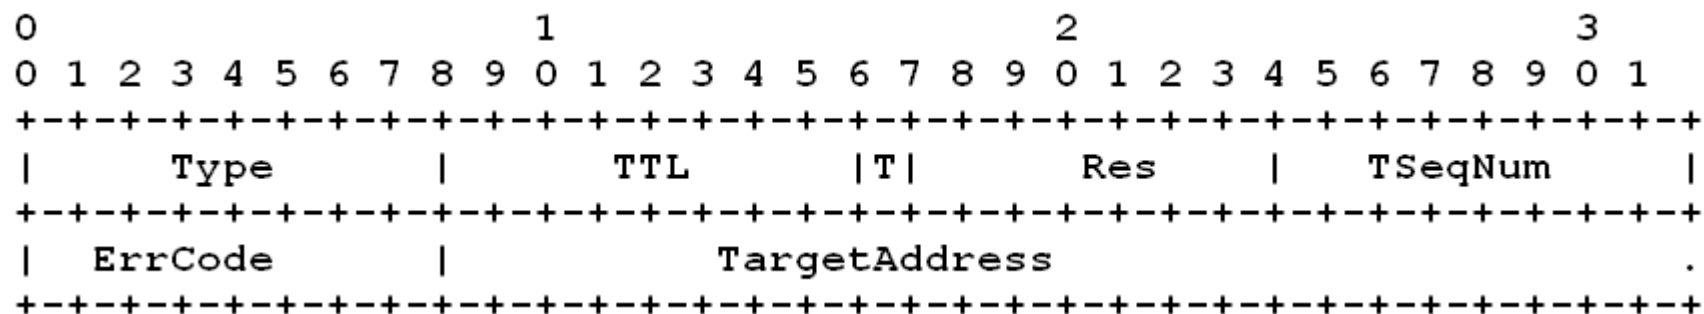 0                   1                   2                   3
0 1 2 3 4 5 6 7 8 9 0 1 2 3 4 5 6 7 8 9 0 1 2 3 4 5 6 7 8 9 0 1
+-+-+-+-+-+-+-+-+-+-+-+-+-+-+-+-+-+-+-+-+-+-+-+-+-+-+-+-+-+-+-+-+
|     Type      |      TTL      |T|      Res    |   TSeqNum     |
+-+-+-+-+-+-+-+-+-+-+-+-+-+-+-+-+-+-+-+-+-+-+-+-+-+-+-+-+-+-+-+-+
|  ErrCode      |          TargetAddress                        .
+-+-+-+-+-+-+-+-+-+-+-+-+-+-+-+-+-+-+-+-+-+-+-+-+-+-+-+-+-+-+-+-+